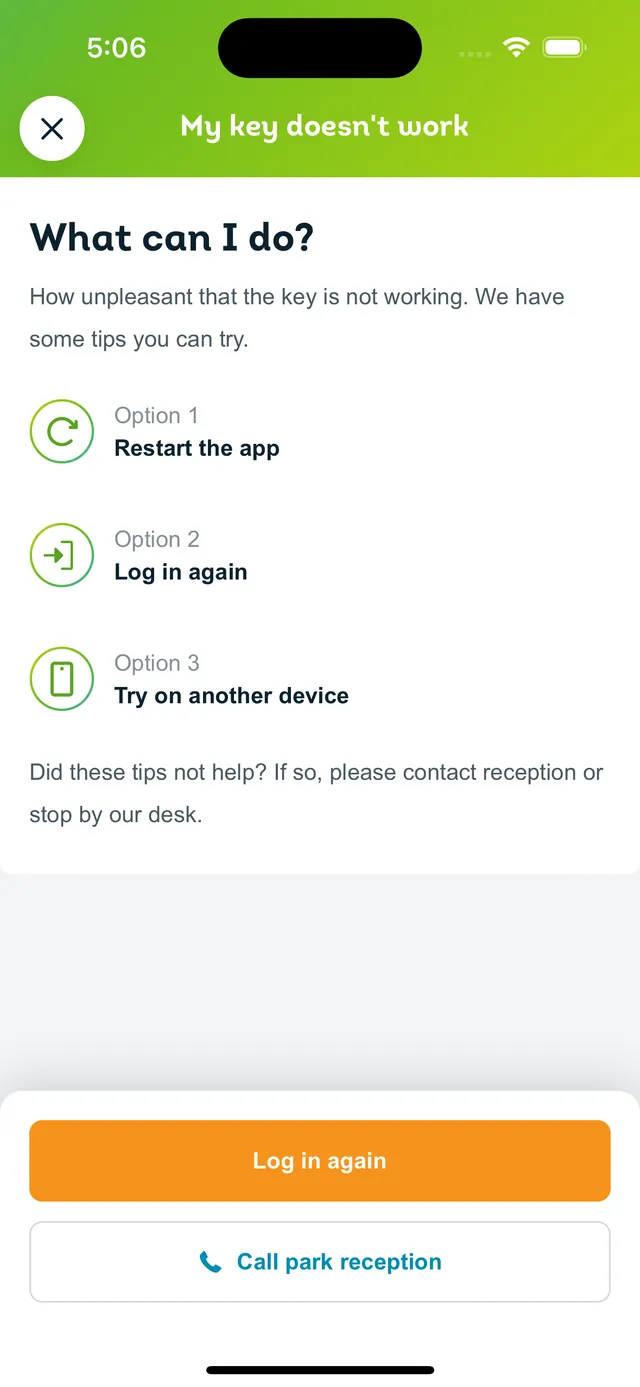 5:06
My key doesn't work
What can I do?
How unpleasant that the key is not working. We have
some tips you can try.
Option 1
Restart the app
Option 2
Log in again
Option 3
Try on another device
Did these tips not help? If so, please contact reception or
stop by our desk.
Log in again
Call park reception